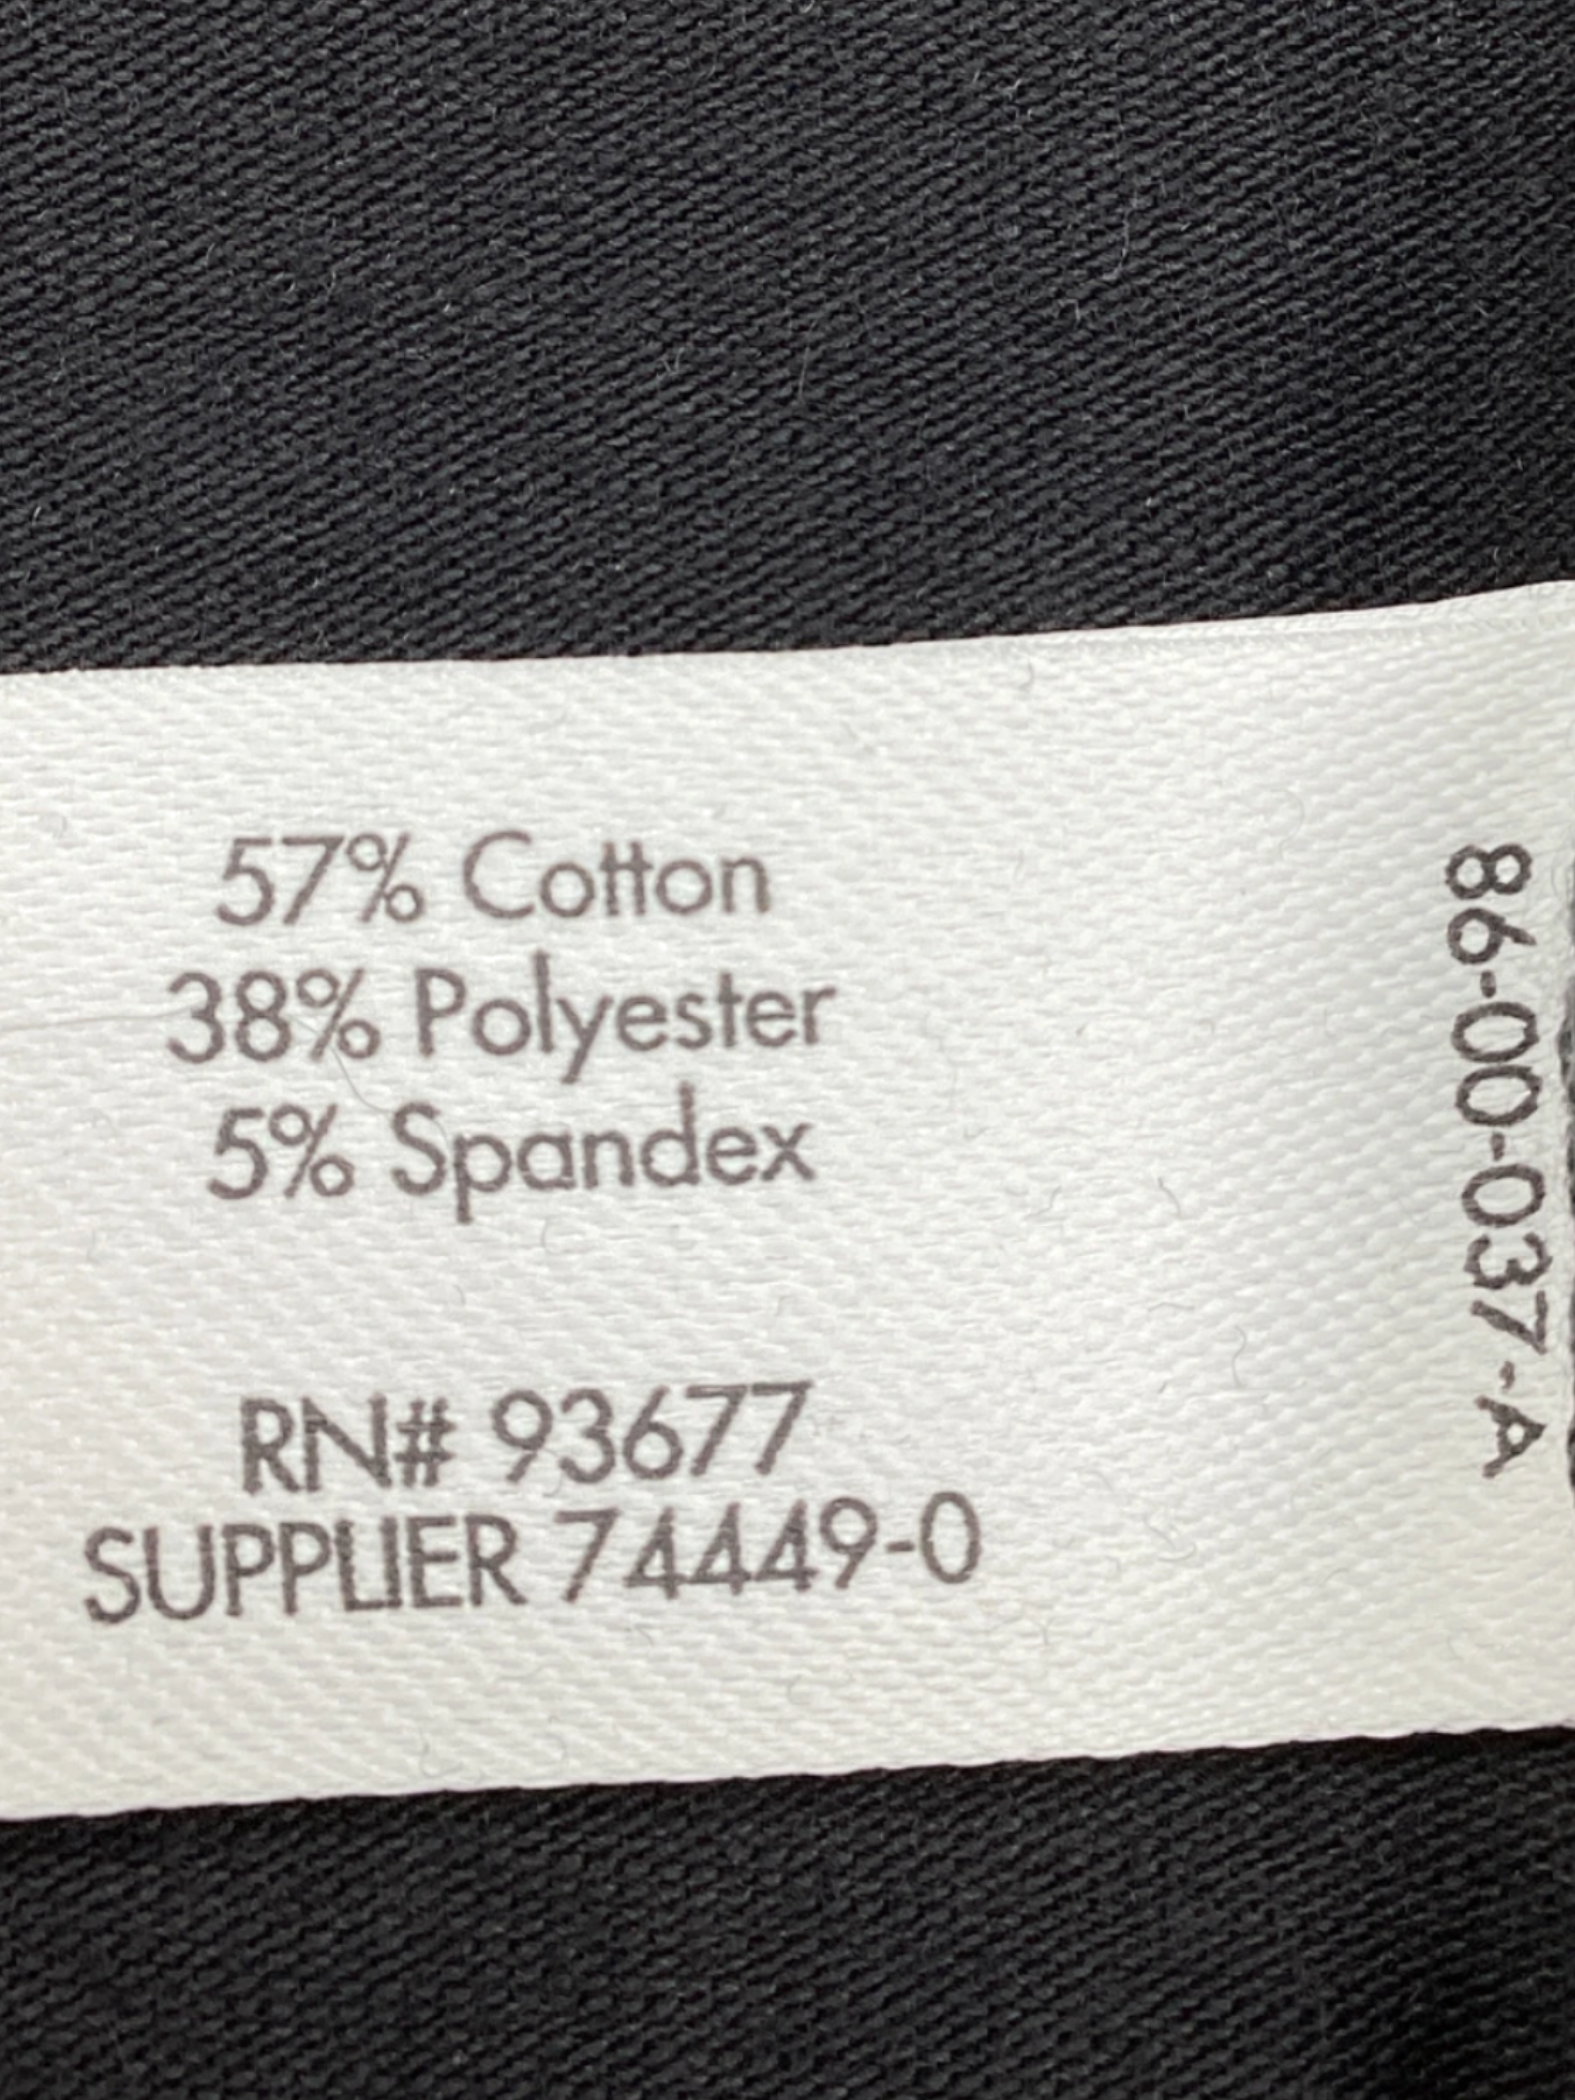 57% Cotton
38% Polyester
5% Spandex
RN# 93677
SUPPLIER 74449-0
86-00-037-A